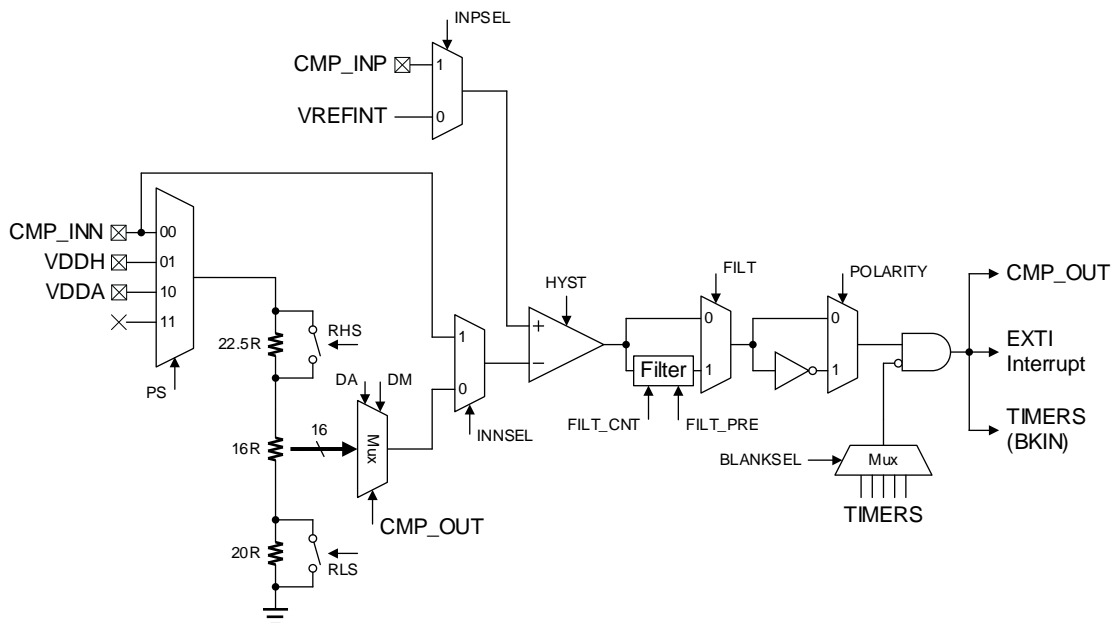 INPSEL
CMP_INP
1
VREFINT
0
CMP_INN
00
VDDH
01
VDDA
10
11
PS
22.5R
RHS
DA
DM
16R
16
Mux
CMP_OUT
20R
RLS
1
0
INNSEL
HYST
+
−
FILT
0
Filter
1
FILT_CNT
FILT_PRE
POLARITY
0
1
BLANKSEL
Mux
TIMERS
CMP_OUT
EXTI
Interrupt
TIMERS
(BKIN)